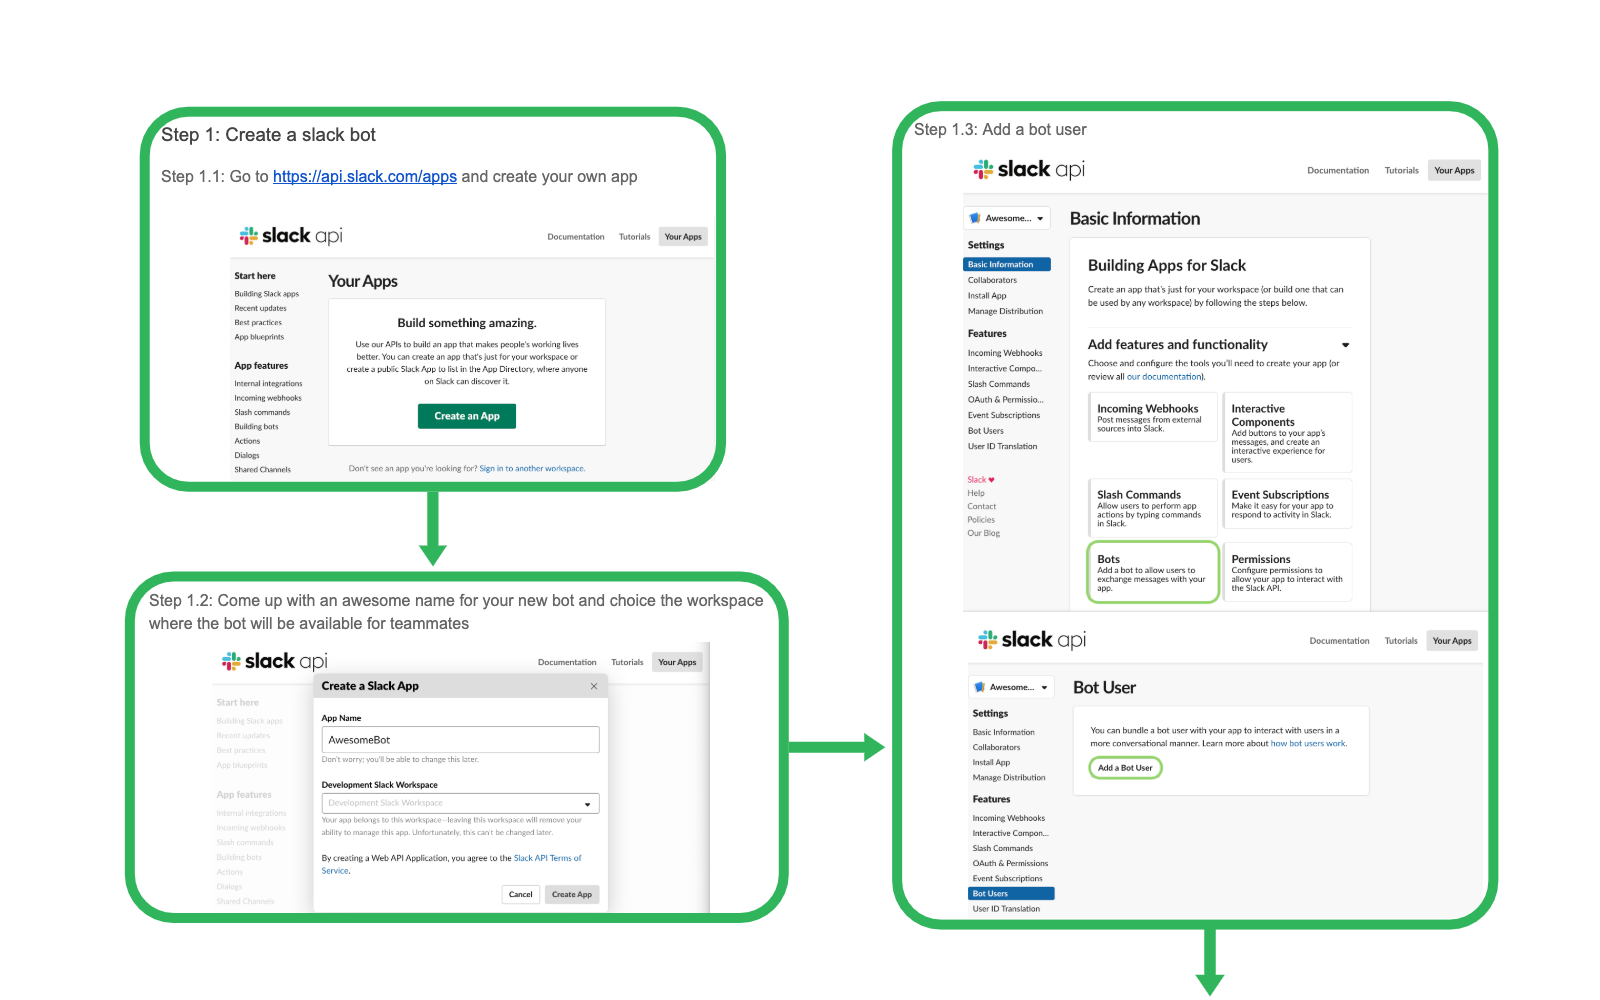 Step 1: Create a slack bot
Step 1.1: Go to https://api.slack.com/apps and create your own app
slack api
Documentation
Tutorials
Your Apps
Start here
Building Slack apps
Recent updates
Best practices
App blueprints
App features
Internal integrations
Incoming webhooks
Slash commands
Building bots
Actions
Dialogs
Shared Channels
Your Apps
Build something amazing.
Use our APIs to build an app that makes people's working lives
better. You can create an app that's just for your workspace or
create a public Slack App to list in the App Directory, where anyone
on Slack can discover it.
Create an App
Don't see an app you're looking for? Sign in to another workspace.
Step 1.2: Come up with an awesome name for your new bot and choice the workspace
where the bot will be available for teammates
slack api
Documentation
Tutorials
Your Apps
Start here
Building Slack apps
Recent updates
Best practices
App blueprints
App features
Internal integrations
Incoming webhooks
Slash commands
Building bots
Actions
Dialogs
Shared Channels
Create a Slack App
App Name
AwesomeBot
Don't worry; you'll be able to change this later.
Development Slack Workspace
Development Slack Workspace
Your app belongs to this workspace—leaving this workspace will remove your
ability to manage this app. Unfortunately, this can't be changed later.
By creating a Web API Application, you agree to the Slack API Terms of
Service.
Cancel
Create App
Step 1.3: Add a bot user
slack api
Documentation
Tutorials
Your Apps
Awesome...
Settings
Basic Information
Collaborators
Install App
Manage Distribution
Features
Incoming Webhooks
Interactive Compo...
Slash Commands
OAuth & Permissio...
Event Subscriptions
Bot Users
User ID Translation
Slack ♥
Help
Contact
Policies
Our Blog
Basic Information
Building Apps for Slack
Create an app that's just for your workspace (or build one that can
be used by any workspace) by following the steps below.
Add features and functionality
Choose and configure the tools you'll need to create your app (or
review all our documentation).
Incoming Webhooks
Post messages from external
sources into Slack.
Interactive
Components
Add buttons to your app's
messages, and create an
interactive experience for
users.
Slash Commands
Allow users to perform app
actions by typing commands
in Slack.
Event Subscriptions
Make it easy for your app to
respond to activity in Slack.
Bots
Add a bot to allow users to
exchange messages with your
app.
Permissions
Configure permissions to
allow your app to interact with
the Slack API.
slack api
Documentation
Tutorials
Your Apps
Awesome...
Settings
Basic Information
Collaborators
Install App
Manage Distribution
Features
Incoming Webhooks
Interactive Compon...
Slash Commands
OAuth & Permissions
Event Subscriptions
Bot Users
User ID Translation
Bot User
You can bundle a bot user with your app to interact with users in a
more conversational manner. Learn more about how bot users work.
Add a Bot User